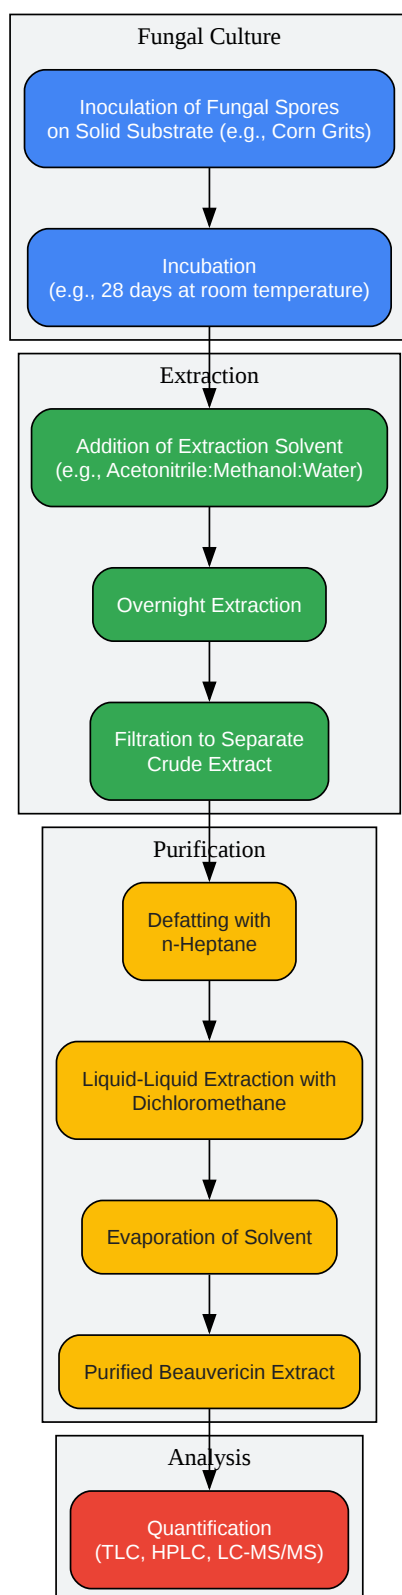 Fungal Culture
Inoculation of Fungal Spores
on Solid Substrate (e.g., Corn Grits)
Incubation
(e.g., 28 days at room temperature)
Extraction
Addition of Extraction Solvent
(e.g., Acetonitrile:Methanol:Water)
Overnight Extraction
Filtration to Separate
Crude Extract
Purification
Defatting with
n-Heptane
Liquid-Liquid Extraction with
Dichloromethane
Evaporation of Solvent
Purified Beauvericin Extract
Analysis
Quantification
(TLC, HPLC, LC-MS/MS)